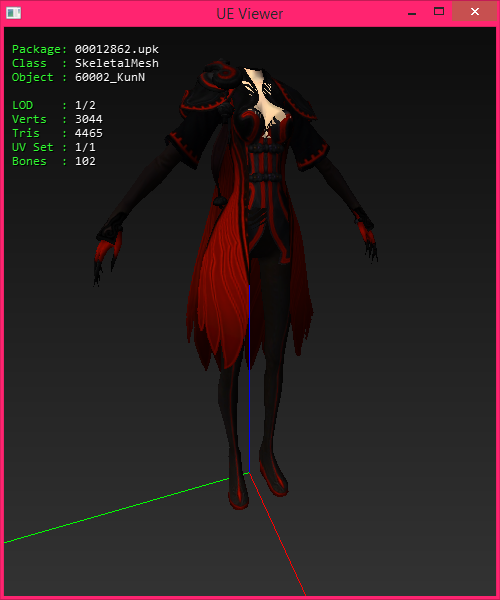 UE Viewer
Package: 00012862.upk
Class : SkeletalMesh
Object : 60002_KunN
LOD : 1/2
Verts : 3044
Tris : 4465
UV Set : 1/1
Bones : 102